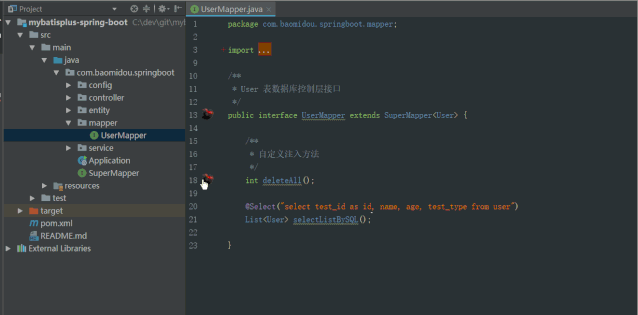 Project
mybatisplus-spring-boot C:\dev\git\myb
src
main
java
com.baomidou.springboot
config
controller
entity
mapper
UserMapper
service
Application
SuperMapper
resources
test
target
pom.xml
README.md
External Libraries
UserMapper.java ×
1 package com.baomidou.springboot.mapper;
2
3 import ...
9
10 /**
11 * User 表数据库控制层接口
12 */
13 public interface UserMapper extends SuperMapper<User> {
14
15 /**
16 * 自定义注入方法
17 */
18 int deleteAll();
19
20 @Select("select test_id as id, name, age, test_type from user")
21 List<User> selectListBySQL();
22
23 }